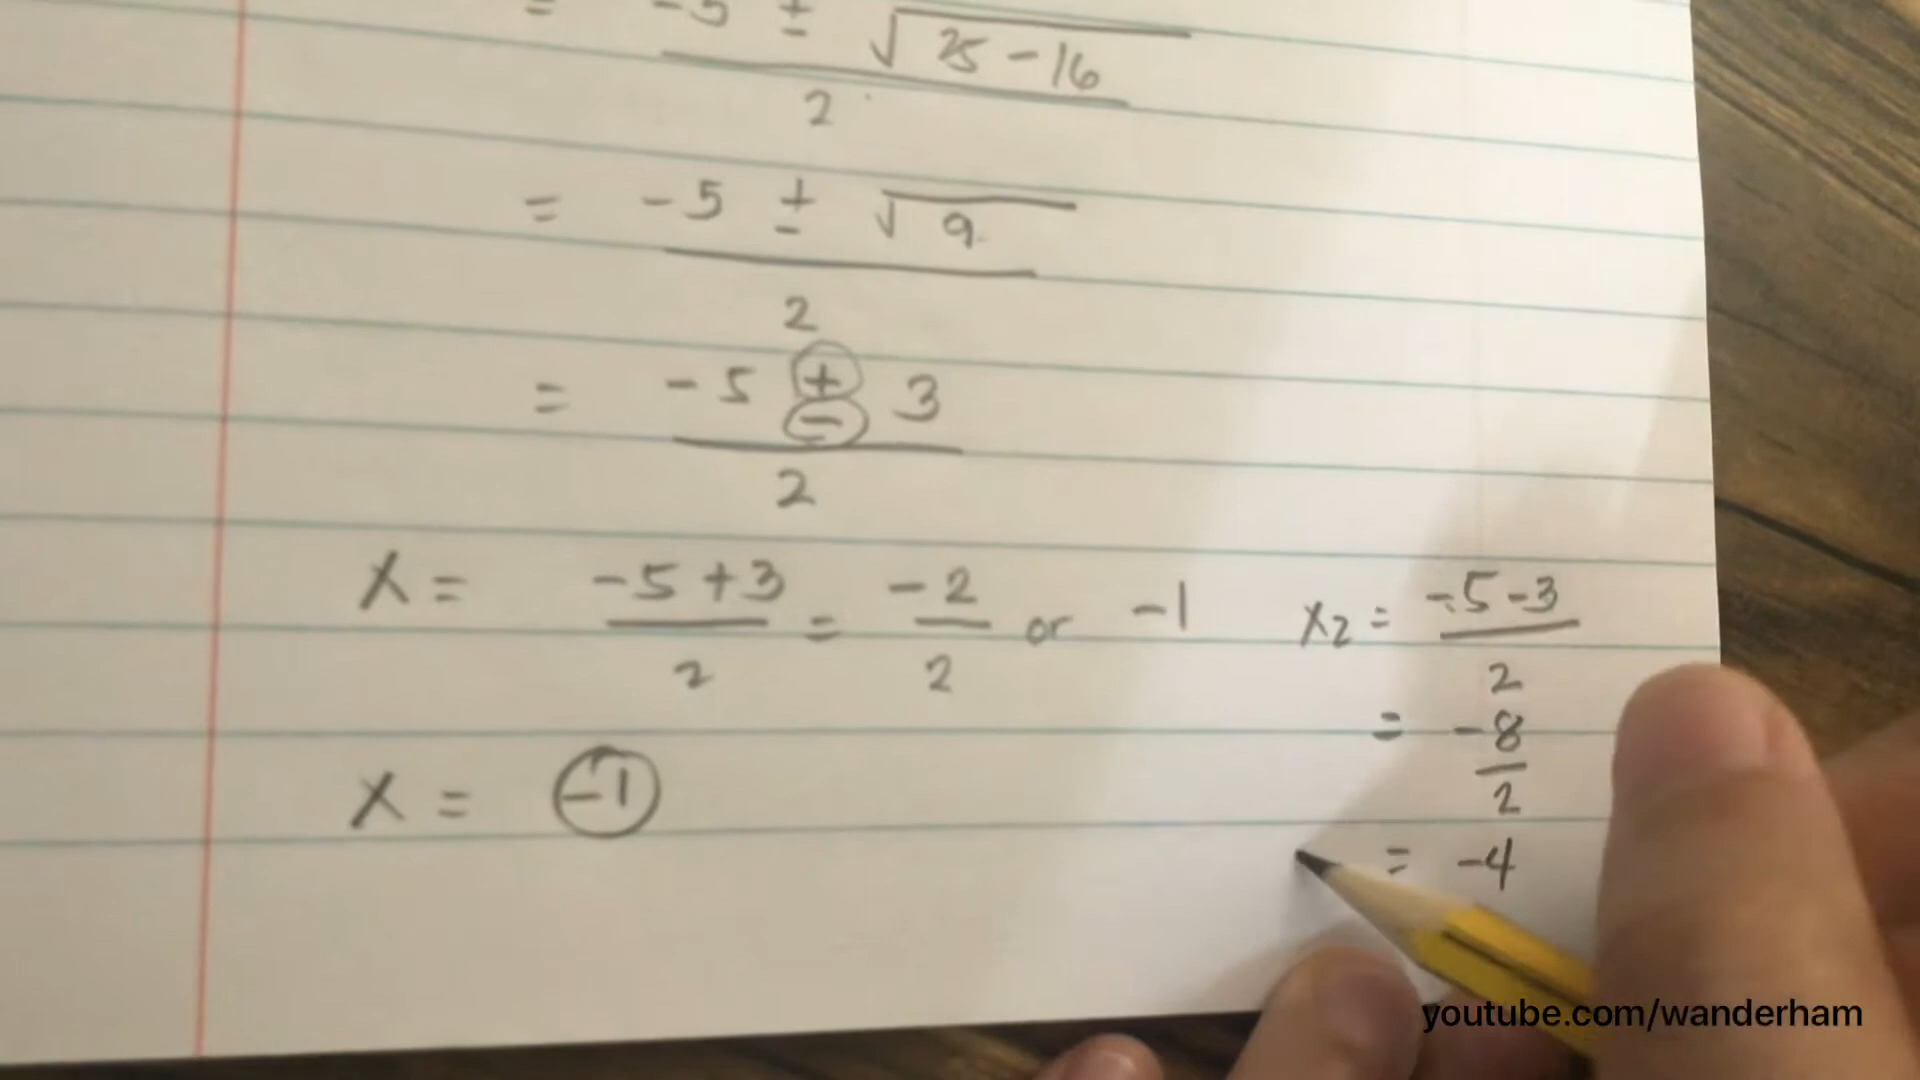 = -5 ± √25-16
2
= -5 ± √9
2
= -5 ± 3
2
X = -5+3 = -2 or -1
2 2
X = -1
X2 = -5-3
2
= -8
2
= -4
youtube.com/wanderham